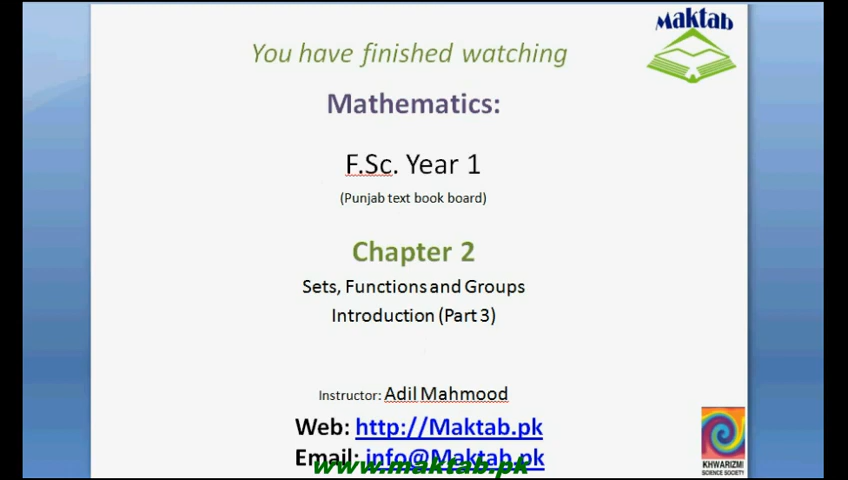 Maktab
You have finished watching
Mathematics:
F.Sc. Year 1
(Punjab text book board)
Chapter 2
Sets, Functions and Groups
Introduction (Part 3)
Instructor: Adil Mahmood
Web: http://Maktab.pk
Email: info@Maktab.pk
www.maktab.pk
KHWARIZMI
SCIENCE SOCIETY